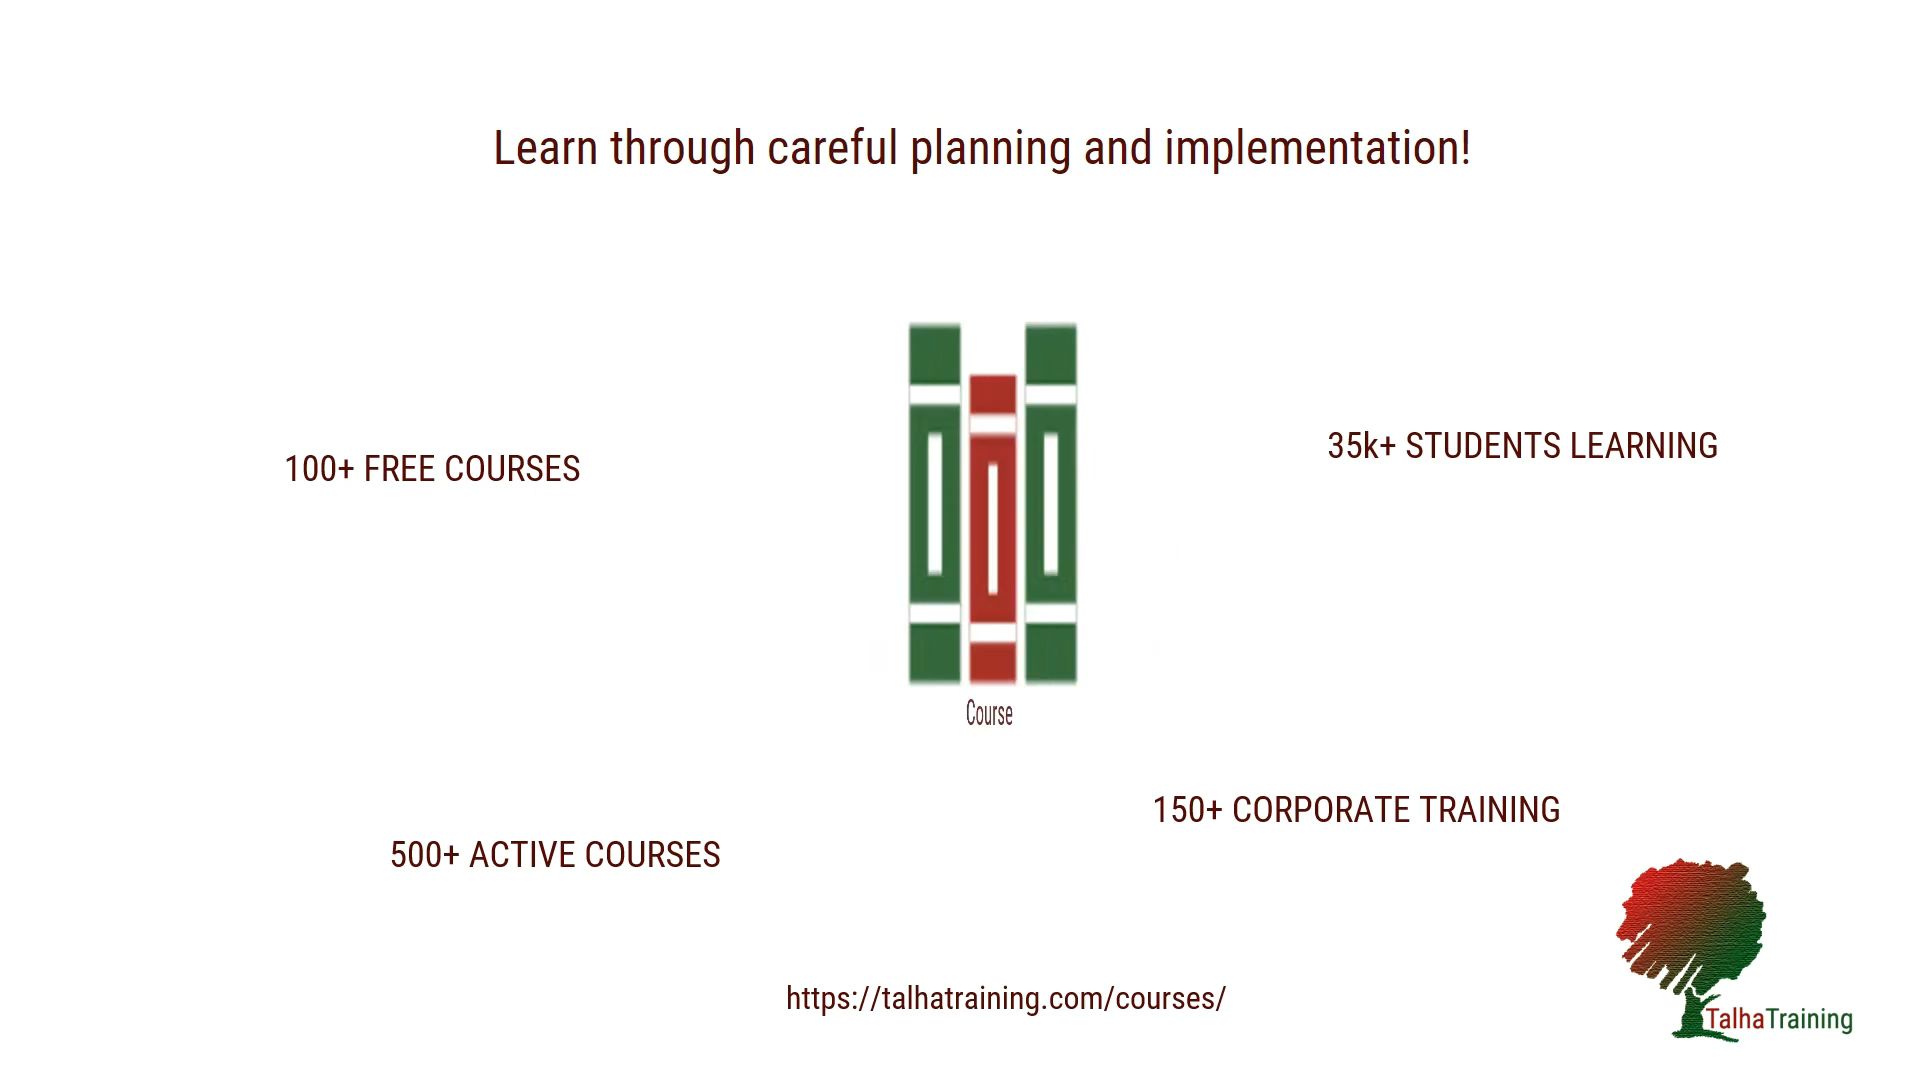 Learn through careful planning and implementation!
100+ FREE COURSES
35k+ STUDENTS LEARNING
Course
500+ ACTIVE COURSES
150+ CORPORATE TRAINING
https://talhatraining.com/courses/
TalhaTraining